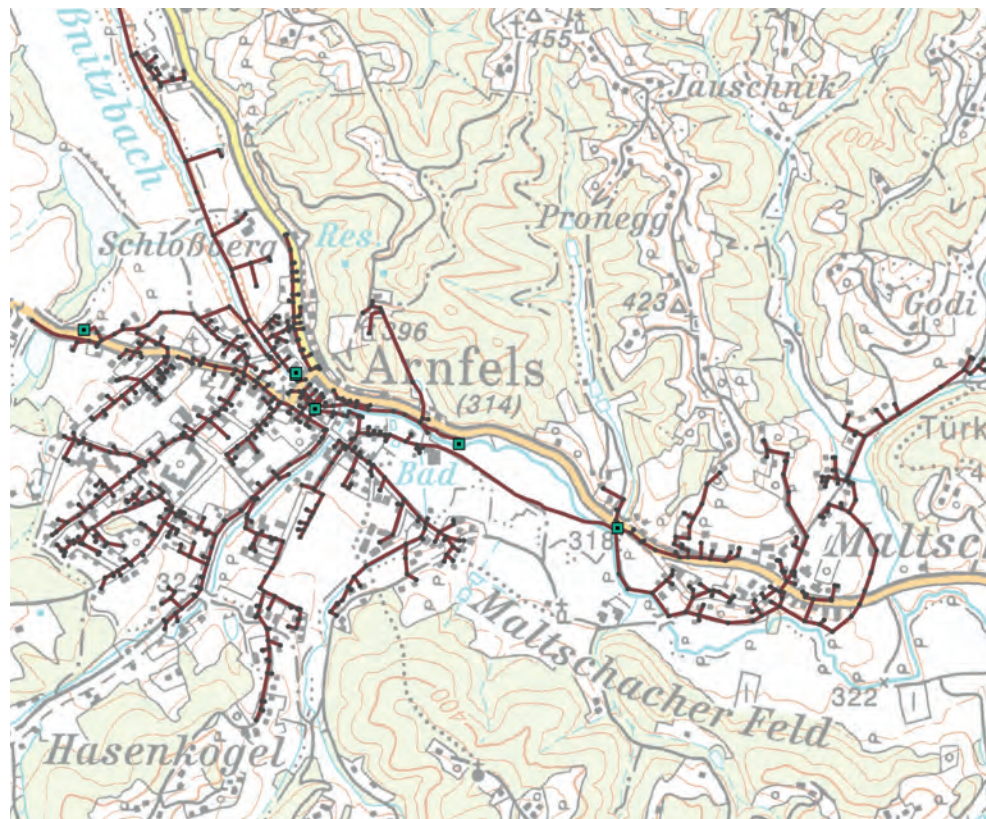 ßnitzbach
455
Jauschnik
400
Schloßberg
Res.
Pronegg
423
Godi
396
Arnfels
(314)
Türk
Bad
318
Maltsch
324
Maltschacher Feld
322
400
Hasenkogel